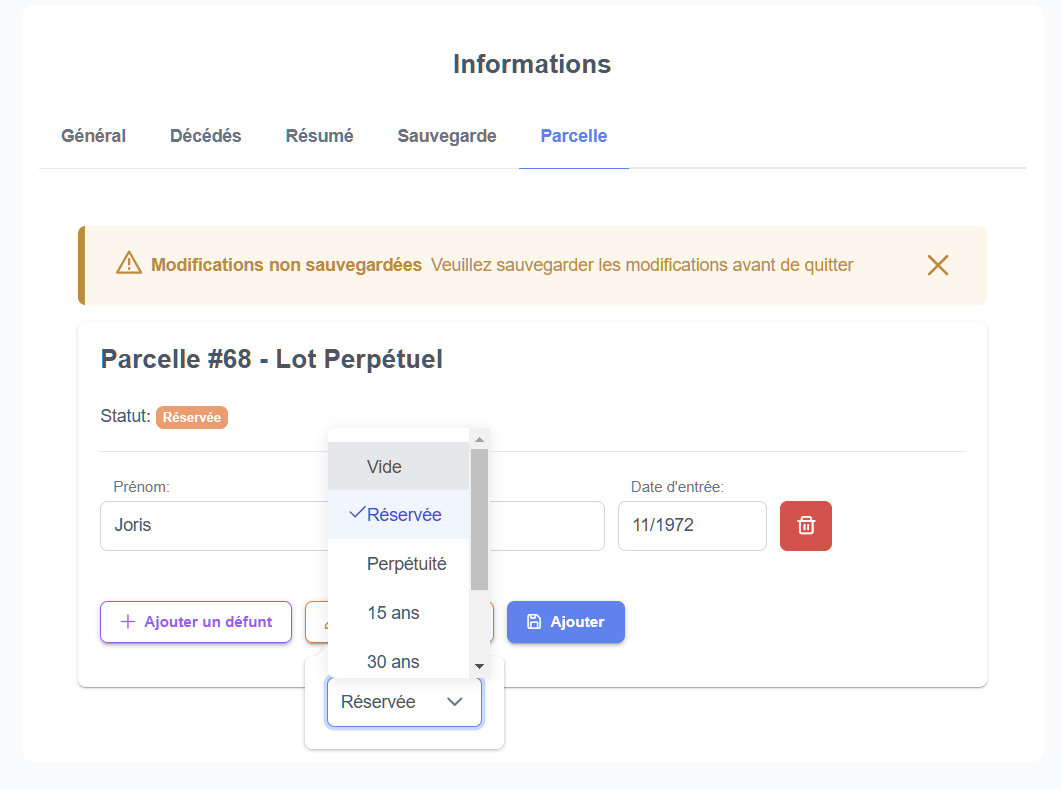 Informations
Général Décédés Résumé Sauvegarde Parcelle
Modifications non sauvegardées Veuillez sauvegarder les modifications avant de quitter
Parcelle #68 - Lot Perpétuel
Statut: Réservée
Prénom: Date d'entrée:
Joris 11/1972
Vide
Réservée
Perpétuité
15 ans
30 ans
Ajouter un défunt Ajouter
Réservée